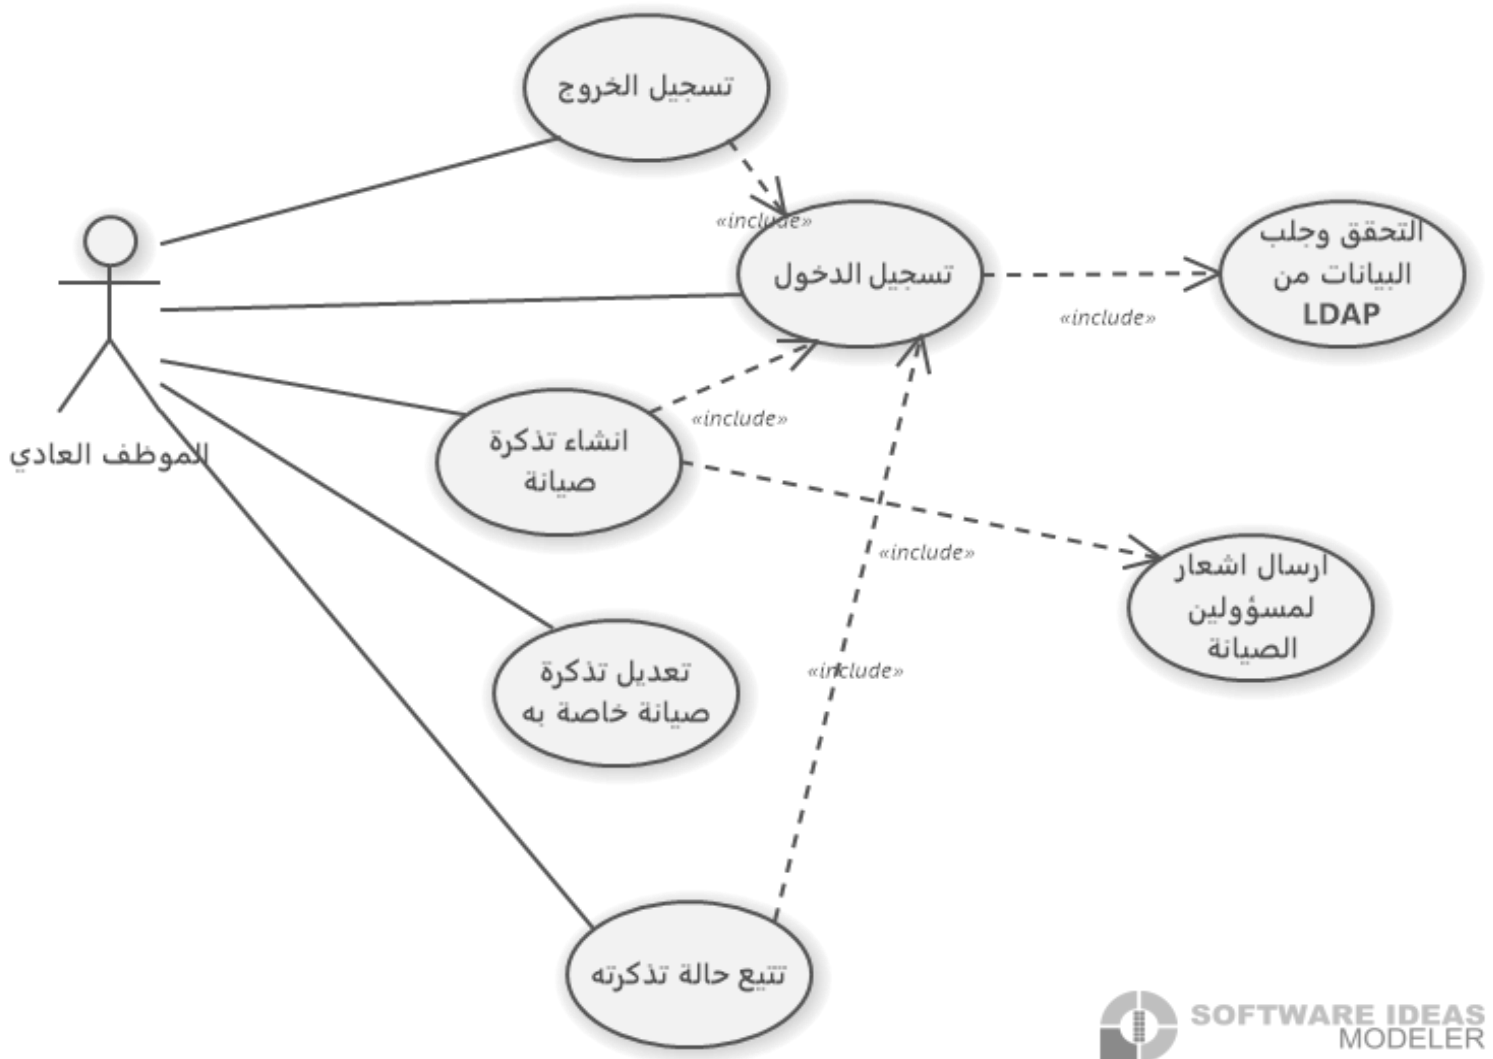 تسجيل الخروج
«include»
تسجيل الدخول
التحقق وجلب
البيانات من
LDAP
«include»
الموظف العادي
«include»
انشاء تذكرة
صيانة
«include»
ارسال اشعار
لمسؤولين
الصيانة
تعديل تذكرة
صيانة خاصة به
«include»
تتبع حالة تذكرته
SOFTWARE IDEAS
MODELER